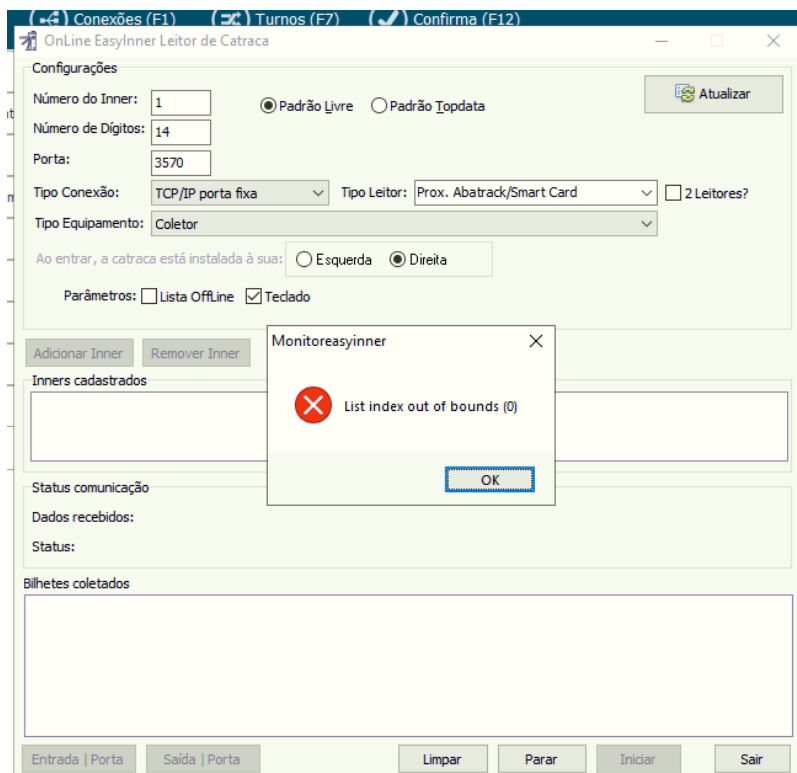 Conexões (F1) Turnos (F7) Confirma (F12)
OnLine EasyInner Leitor de Catraca
Configurações
Número do Inner: 1 Padrão Livre Padrão Topdata Atualizar
Número de Dígitos: 14
Porta: 3570
Tipo Conexão: TCP/IP porta fixa Tipo Leitor: Prox. Abatrack/Smart Card 2 Leitores?
Tipo Equipamento: Coletor
Ao entrar, a catraca está instalada à sua: Esquerda Direita
Parâmetros: Lista OffLine Teclado
Monitoreasyinner
Adicionar Inner Remover Inner
Inners cadastrados
List index out of bounds (0)
OK
Status comunicação
Dados recebidos:
Status:
Bilhetes coletados
Entrada | Porta Saída | Porta Limpar Parar Iniciar Sair